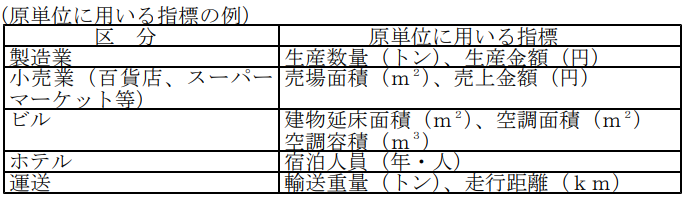 (原単位に用いる指標の例)
区　分　原単位に用いる指標
製造業　生産数量（トン）、生産金額（円）
小売業（百貨店、スーパー　売場面積（ｍ²）、売上金額（円）
マーケット等）
ビル　建物延床面積（ｍ²）、空調面積（ｍ²）
空調容積（ｍ³）
ホテル　宿泊人員（年・人）
運送　輸送重量（トン）、走行距離（ｋｍ）